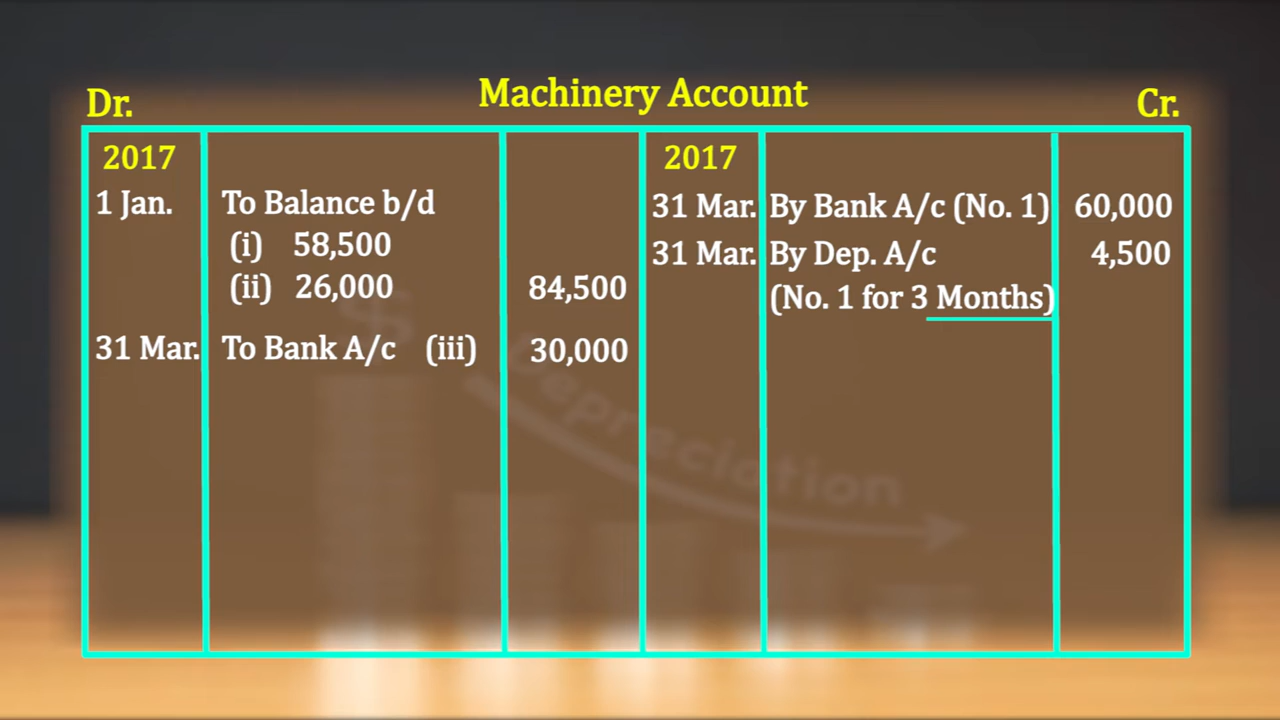 Dr.
Machinery Account
Cr.
2017
1 Jan. To Balance b/d
(i) 58,500
(ii) 26,000 84,500
31 Mar. To Bank A/c (iii) 30,000
2017
31 Mar. By Bank A/c (No. 1) 60,000
31 Mar. By Dep. A/c 4,500
(No. 1 for 3 Months)
Depreciation